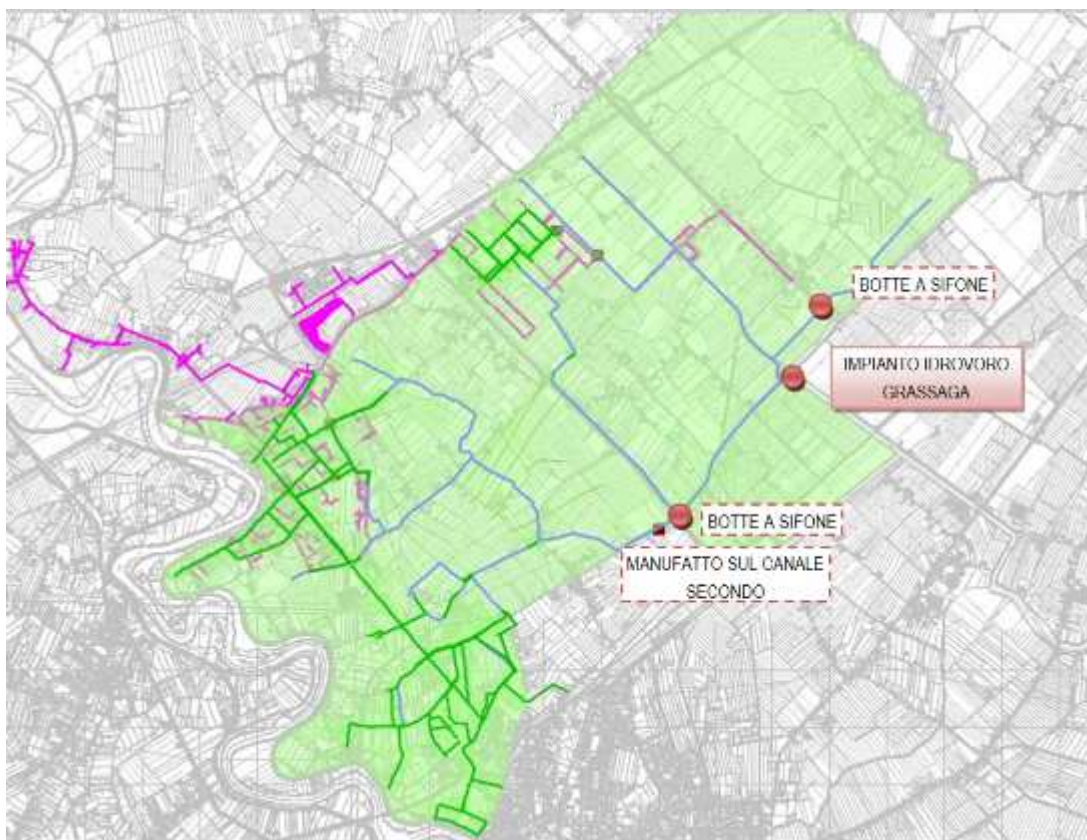 BOTTE A SIFONE
IMPIANTO IDROVORO
GRASSAGA
BOTTE A SIFONE
MANUFATTO SUL CANALE
SECONDO